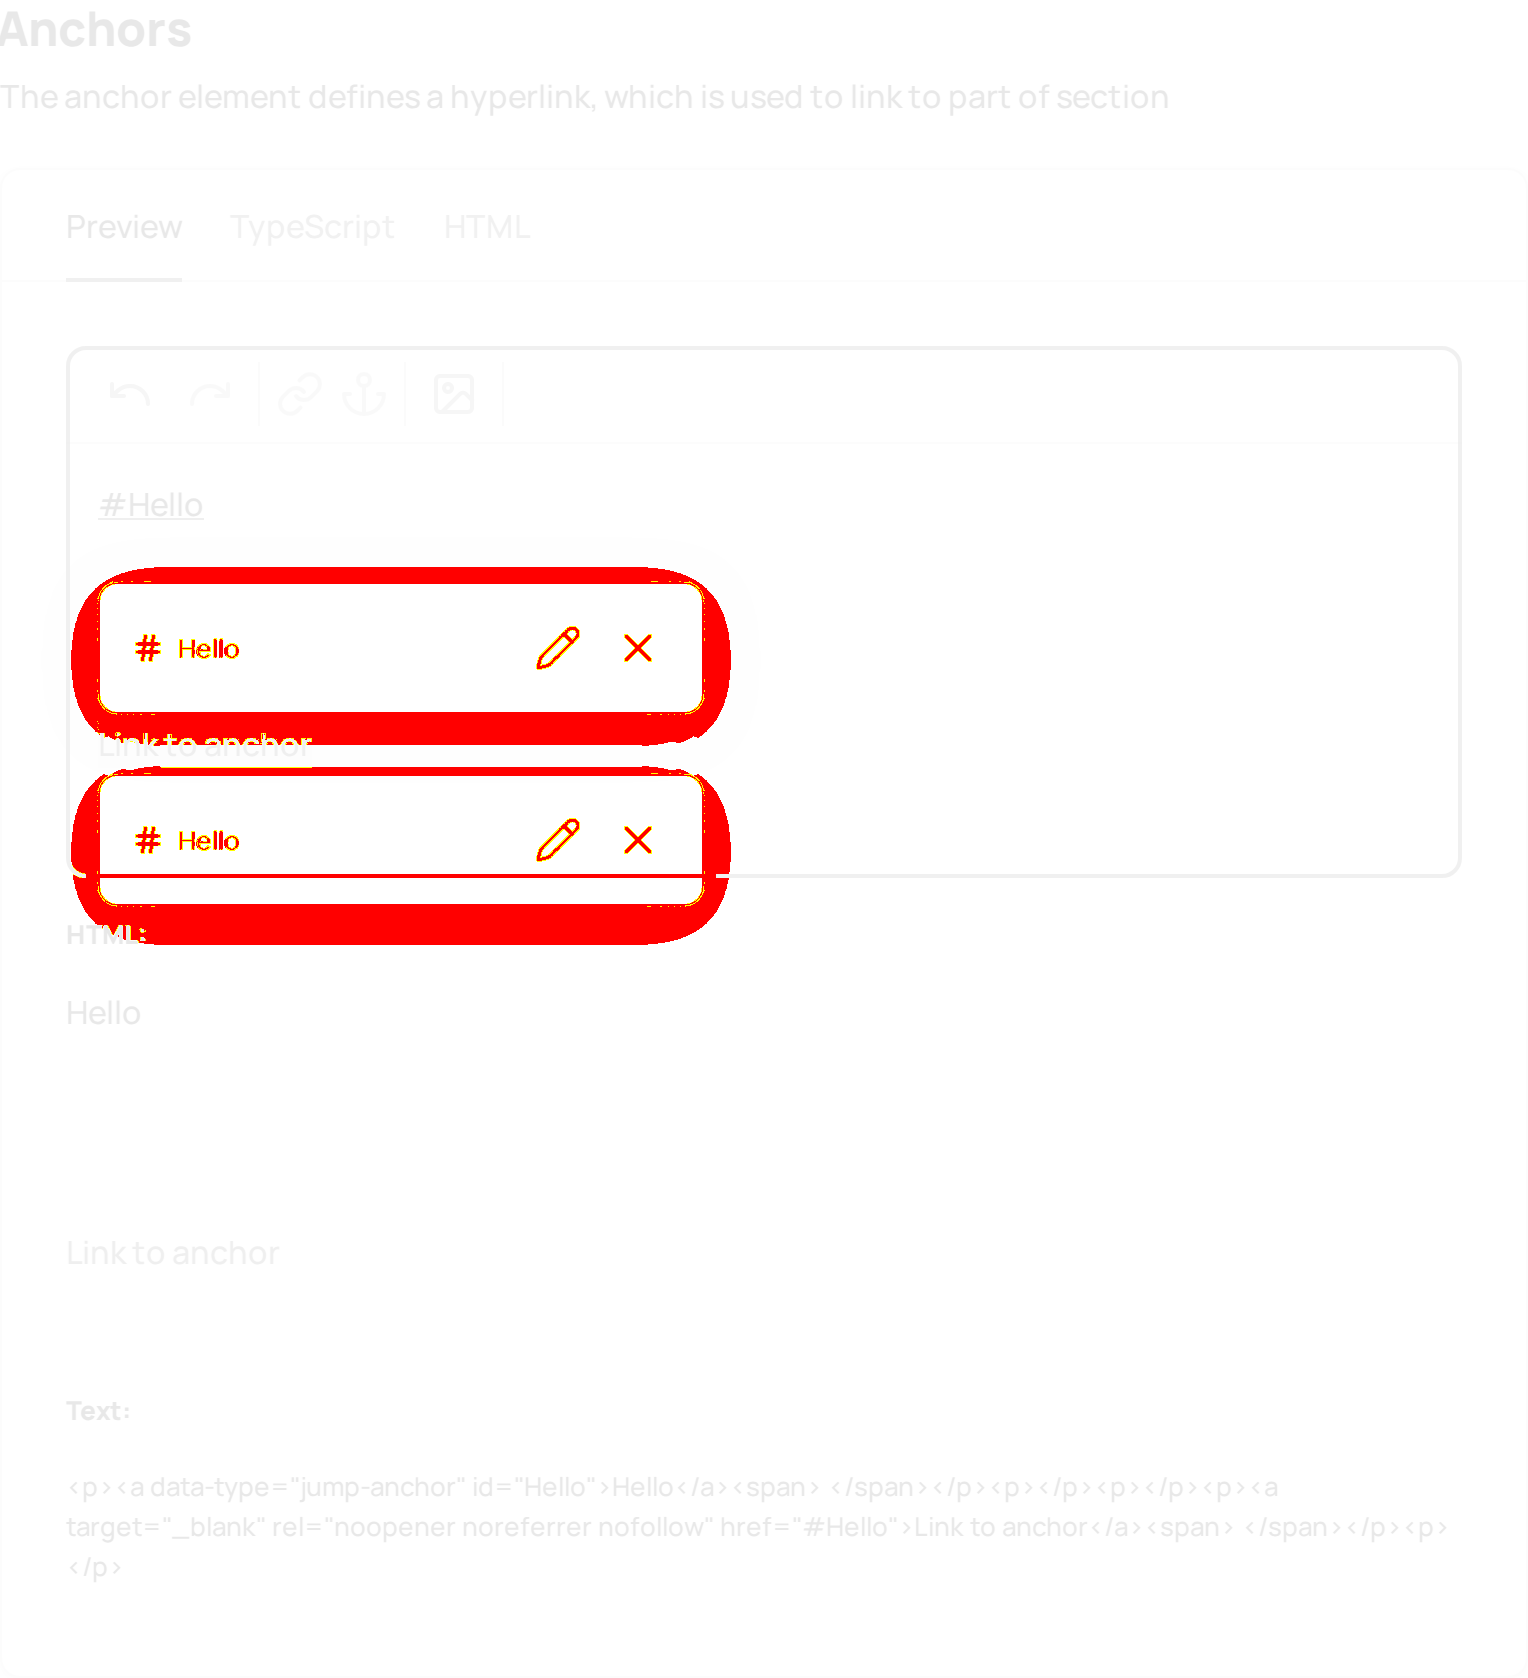 Anchors
The anchor element defines a hyperlink, which is used to link to part of section
Preview TypeScript HTML
#Hello
# Hello
Link to anchor
# Hello
HTML:
Hello
Link to anchor
Text:
<p><a data-type="jump-anchor" id="Hello">Hello</a><span> </span></p><p></p><p></p><p><a
target="_blank" rel="noopener noreferrer nofollow" href="#Hello">Link to anchor</a><span> </span></p><p>
</p>